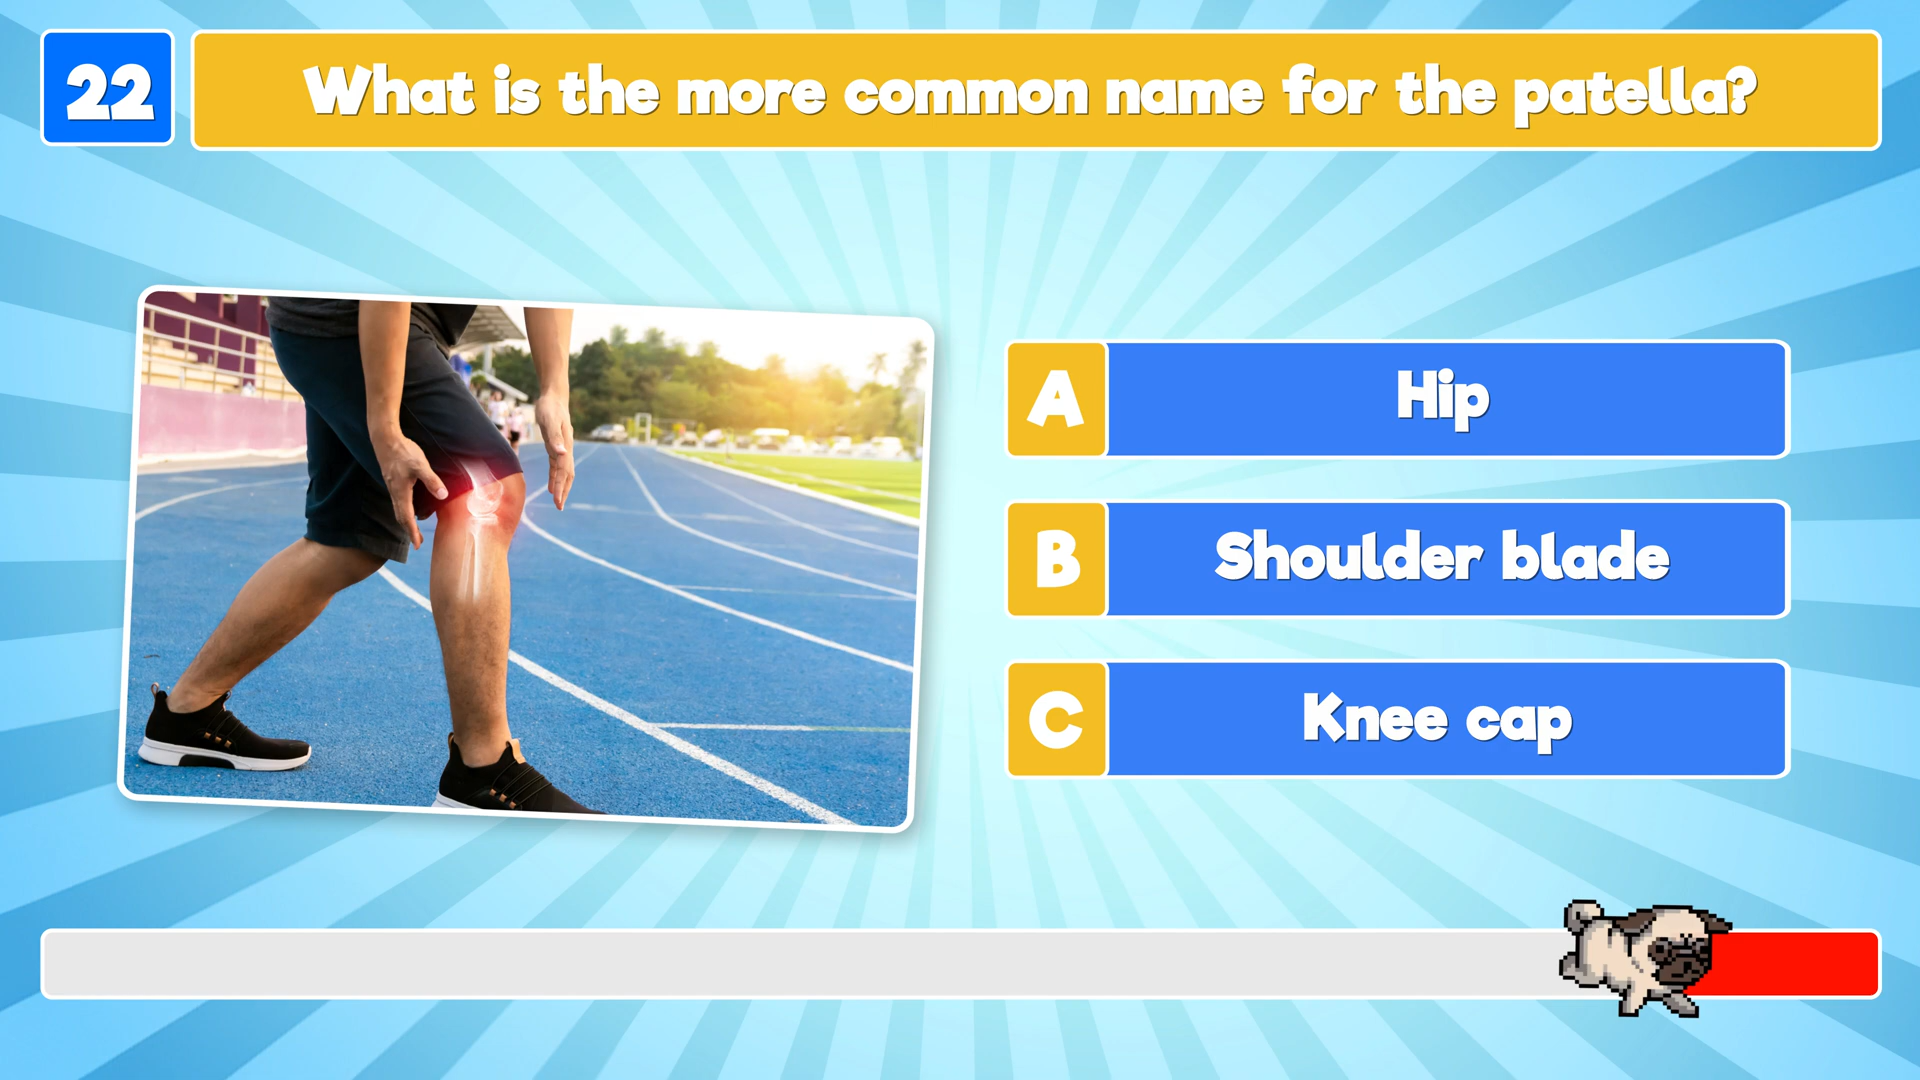 22
What is the more common name for the patella?
A
Hip
B
Shoulder blade
C
Knee cap